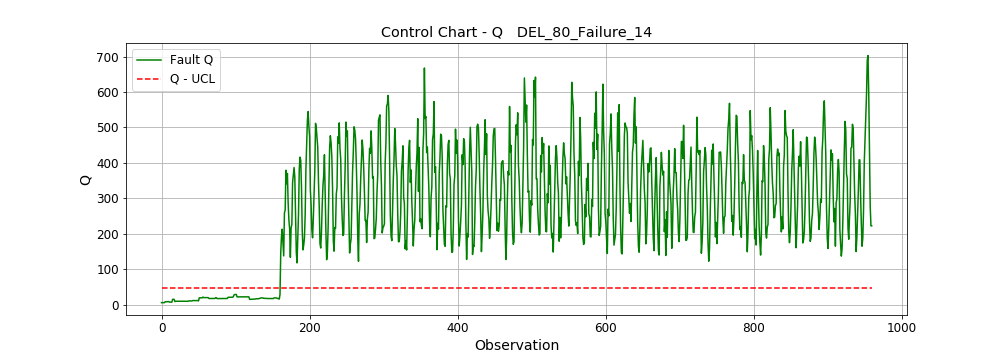 Control Chart - Q   DEL_80_Failure_14
Fault Q
Q - UCL
700
600
500
400
300
200
100
0
Q
0 200 400 600 800 1000
Observation